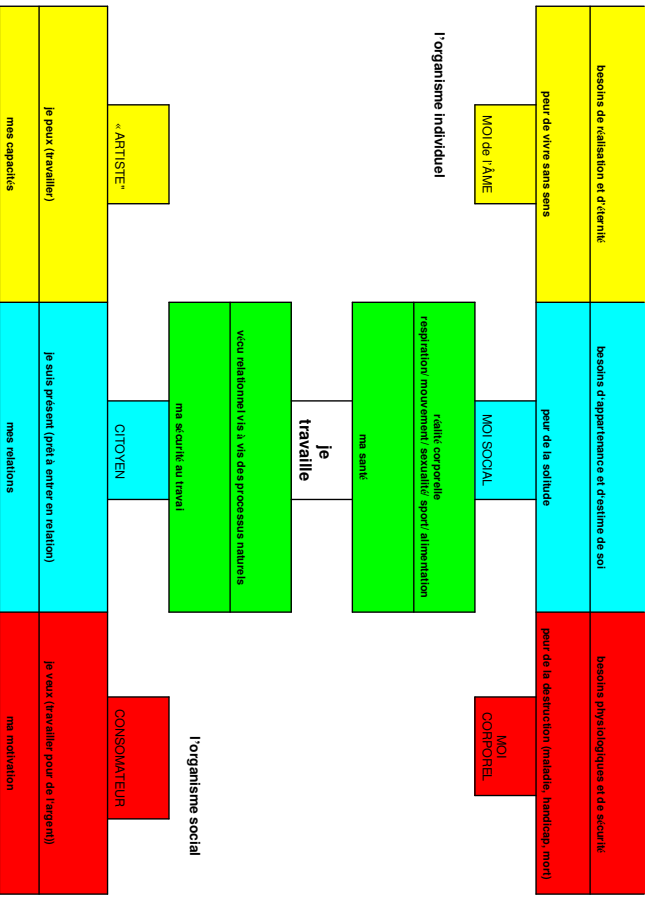 besoins de réalisation et d'éternité
besoins d'appartenance et d'estime de soi
besoins physiologiques et de sécurité
peur de vivre sans sens
peur de la solitude
peur de la destruction (maladie, handicap, mort)
MOI de l'ÂME
MOI SOCIAL
MOI
CORPOREL
l'organisme individuel
réalité corporelle
respiration/ mouvement/ sexualité/ sport/ alimentation
ma santé
je
travaille
vécu relationnel vis à vis des processus naturels
ma sécurité au travail
l'organisme social
« ARTISTE"
CITOYEN
CONSOMATEUR
je peux (travailler)
je suis présent (prêt à entrer en relation)
je veux (travailler pour de l'argent))
mes capacités
mes relations
ma motivation